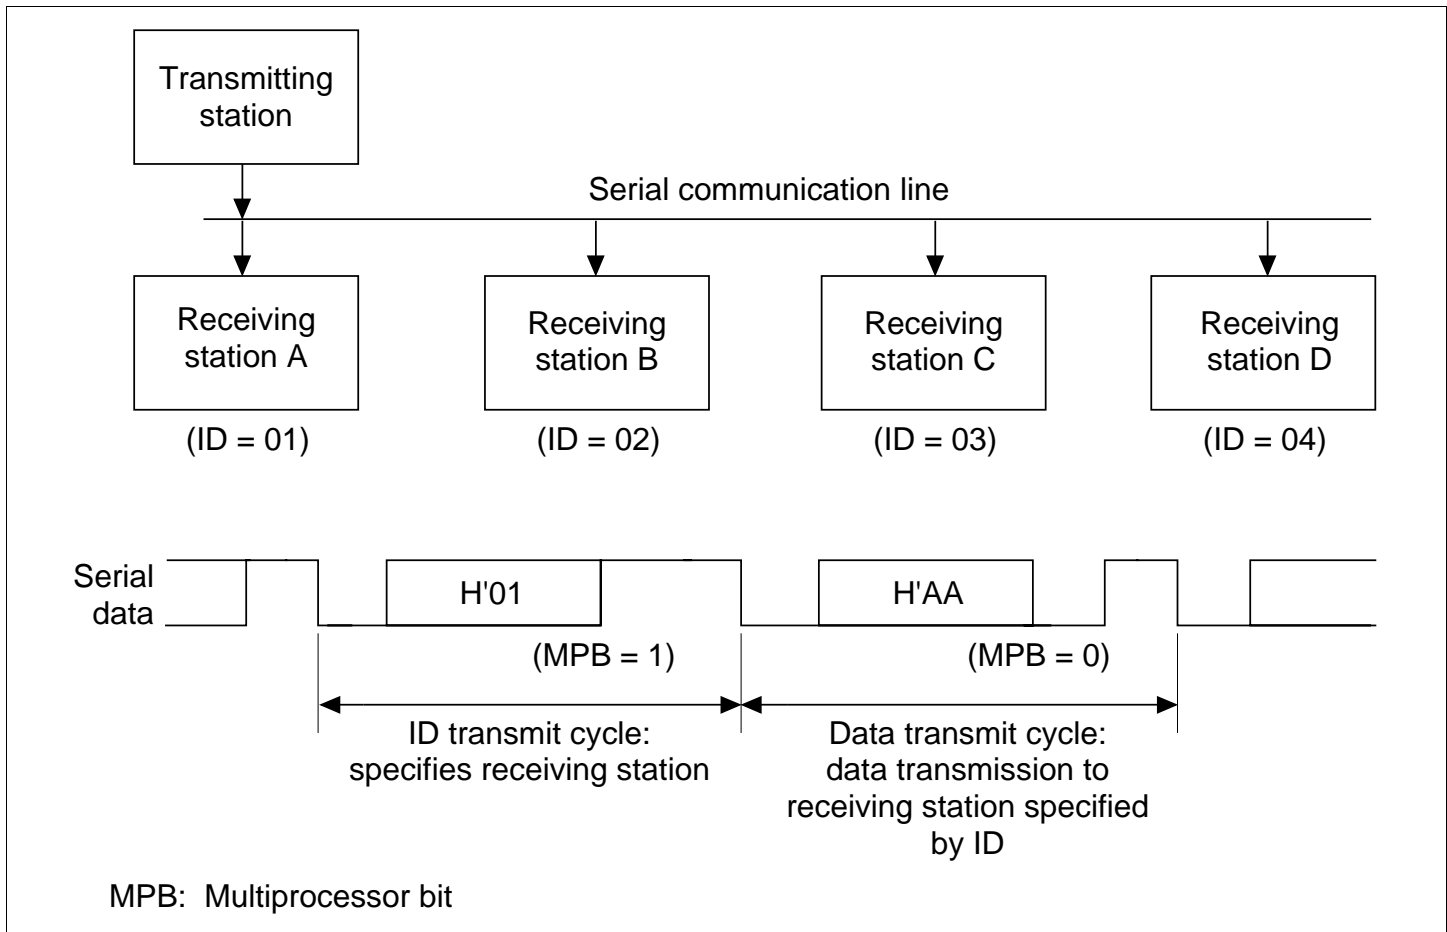 Transmitting
station
Serial communication line
Receiving
station A
Receiving
station B
Receiving
station C
Receiving
station D
(ID = 01)
(ID = 02)
(ID = 03)
(ID = 04)
Serial
data
H'01
H'AA
(MPB = 1)
(MPB = 0)
ID transmit cycle:
specifies receiving station
Data transmit cycle:
data transmission to
receiving station specified
by ID
MPB: Multiprocessor bit